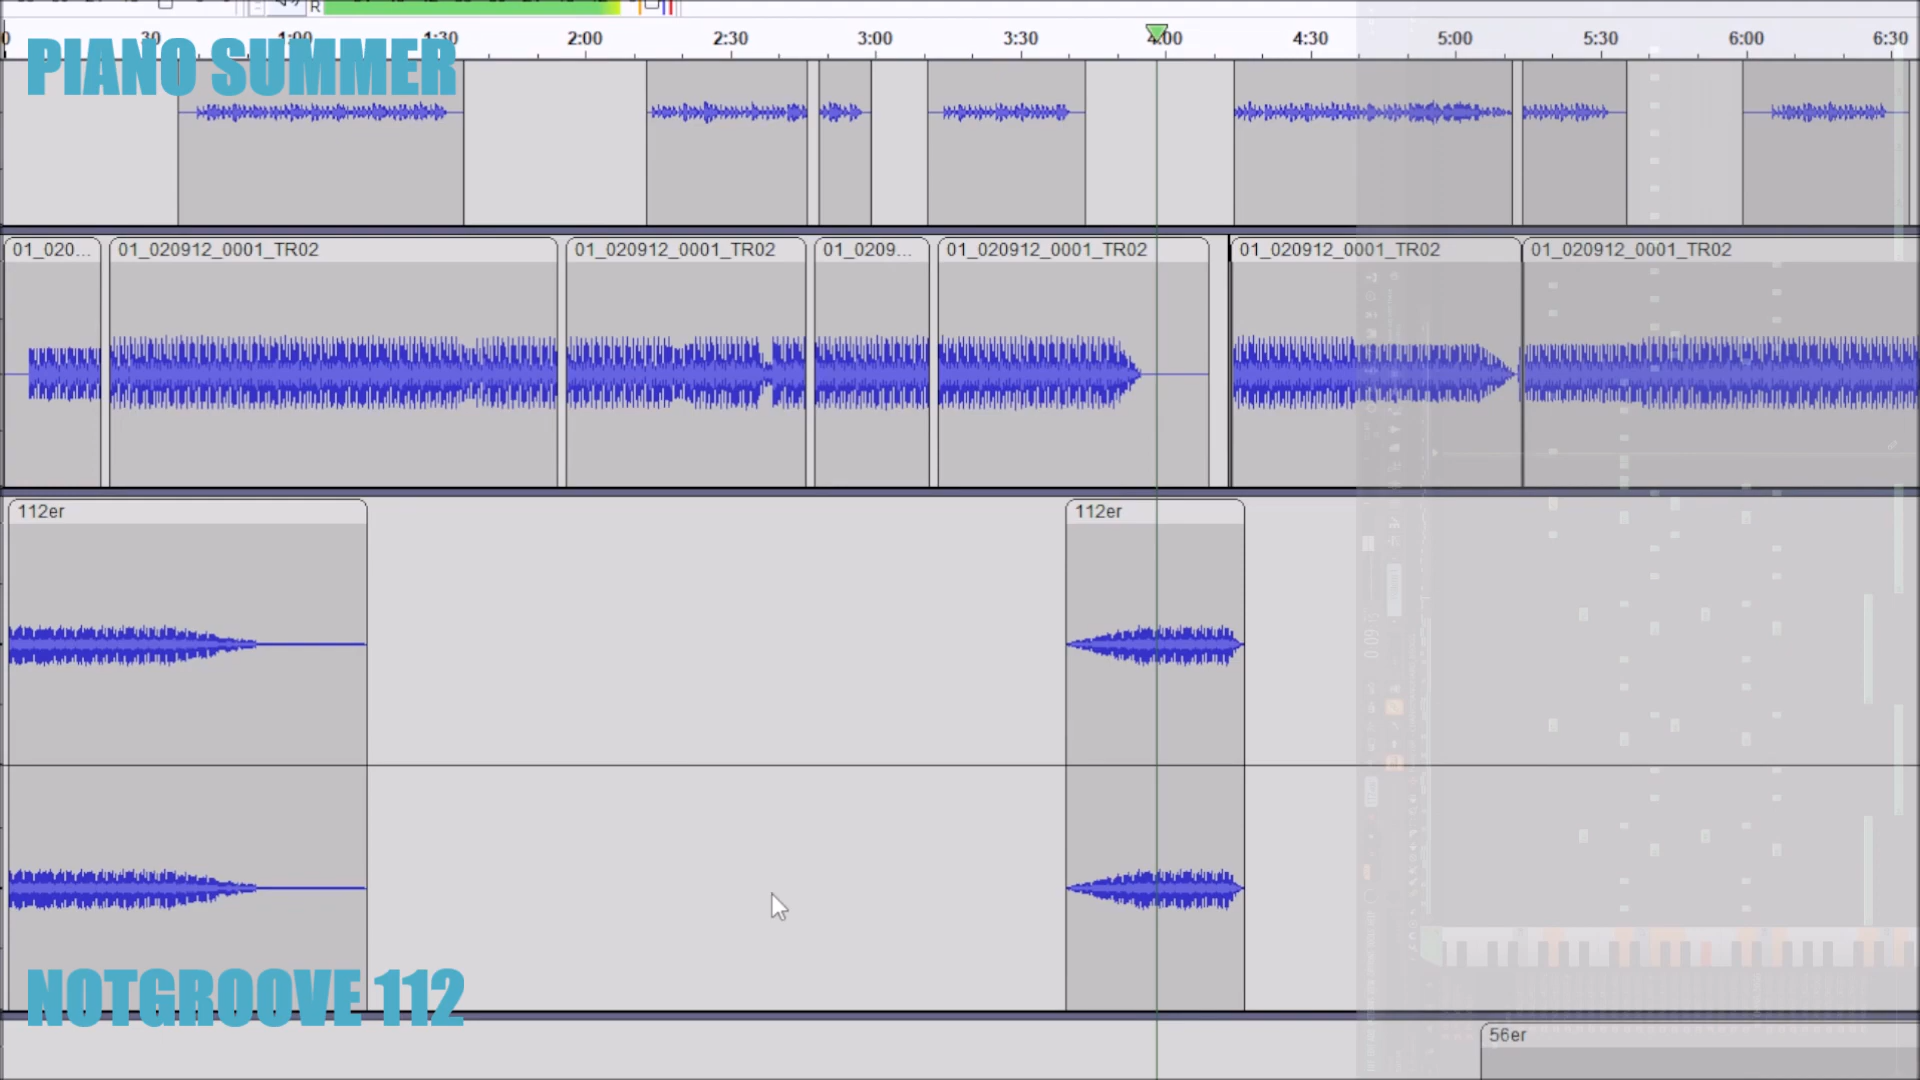 R
0 30 1:00 1:30 2:00 2:30 3:00 3:30 4:00 4:30 5:00 5:30 6:00 6:30
PIANO SUMMER
01_020... 01_020912_0001_TR02 01_020912_0001_TR02 01_0209... 01_020912_0001_TR02 01_020912_0001_TR02 01_020912_0001_TR02
112er 112er
NOTGROOVE 112
56er